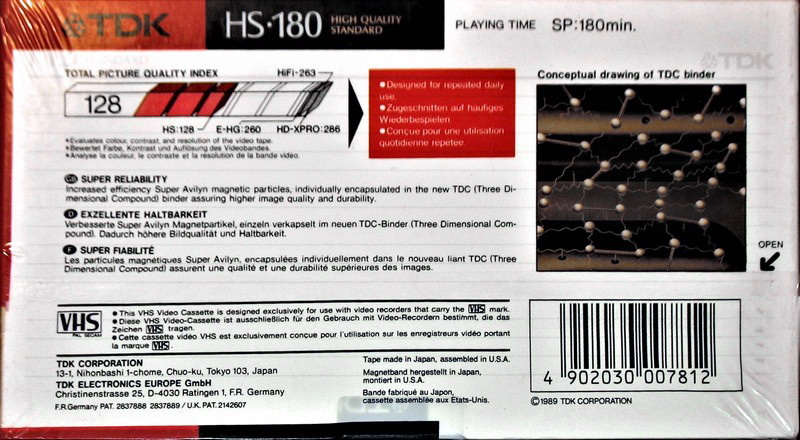 TDK
HS·180
HIGH QUALITY
STANDARD
PLAYING TIME SP:180min.
TDK
TOTAL PICTURE QUALITY INDEX
HiFi-263
128
HS:128
E-HG:260
HD-XPRO:286
•Evaluates colour, contrast, and resolution of the video tape.
•Bewertet Farbe, Kontrast und Auflösung des Videobandes.
•Analyse la couleur, le contraste et la résolution de la bande video.
•Designed for repeated daily
use.
•Zugeschnitten auf haufiges
Wiederbespielen.
•Conçue pour une utilisation
quotidienne repetée.
Conceptual drawing of TDC binder
GB SUPER RELIABILITY
Increased efficiency Super Avilyn magnetic particles, individually encapsulated in the new TDC (Three Di-
mensional Compound) binder assuring higher image quality and durability.
D EXZELLENTE HALTBARKEIT
Verbesserte Super Avilyn Magnetpartikel, einzeln verkapselt im neuen TDC-Binder (Three Dimensional Com-
pound). Dadurch höhere Bildqualität und Haltbarkeit.
F SUPER FIABILITÉ
Les particules magnétiques Super Avilyn, encapsulées individuellement dans le nouveau liant TDC (Three
Dimensional Compound) assurent une qualité et une durabilité supérieures des images.
OPEN
VHS
PAL SECAM
• This VHS Video Cassette is designed exclusively for use with video recorders that carry the VHS mark.
• Diese VHS Video-Cassette ist ausschließlich für den Gebrauch mit Video-Recordern bestimmt, die das
Zeichen VHS tragen.
• Cette cassette vidéo VHS est exclusivement conçue pour l'utilisation sur les enregistreurs vidéo portant
la marque VHS.
TDK CORPORATION
13-1, Nihonbashi 1-chome, Chuo-ku, Tokyo 103, Japan
TDK ELECTRONICS EUROPE GmbH
Christinenstrasse 25, D-4030 Ratingen 1, F.R. Germany
F.R.Germany PAT. 2837888 2837889 / U.K. PAT. 2142607
Tape made in Japan, assembled in U.S.A.
Magnetband hergestellt in Japan,
montiert in U.S.A.
Bande fabriqué au Japon,
cassette assemblée aux Etats-Unis.
4 902030 007812
©1989 TDK CORPORATION